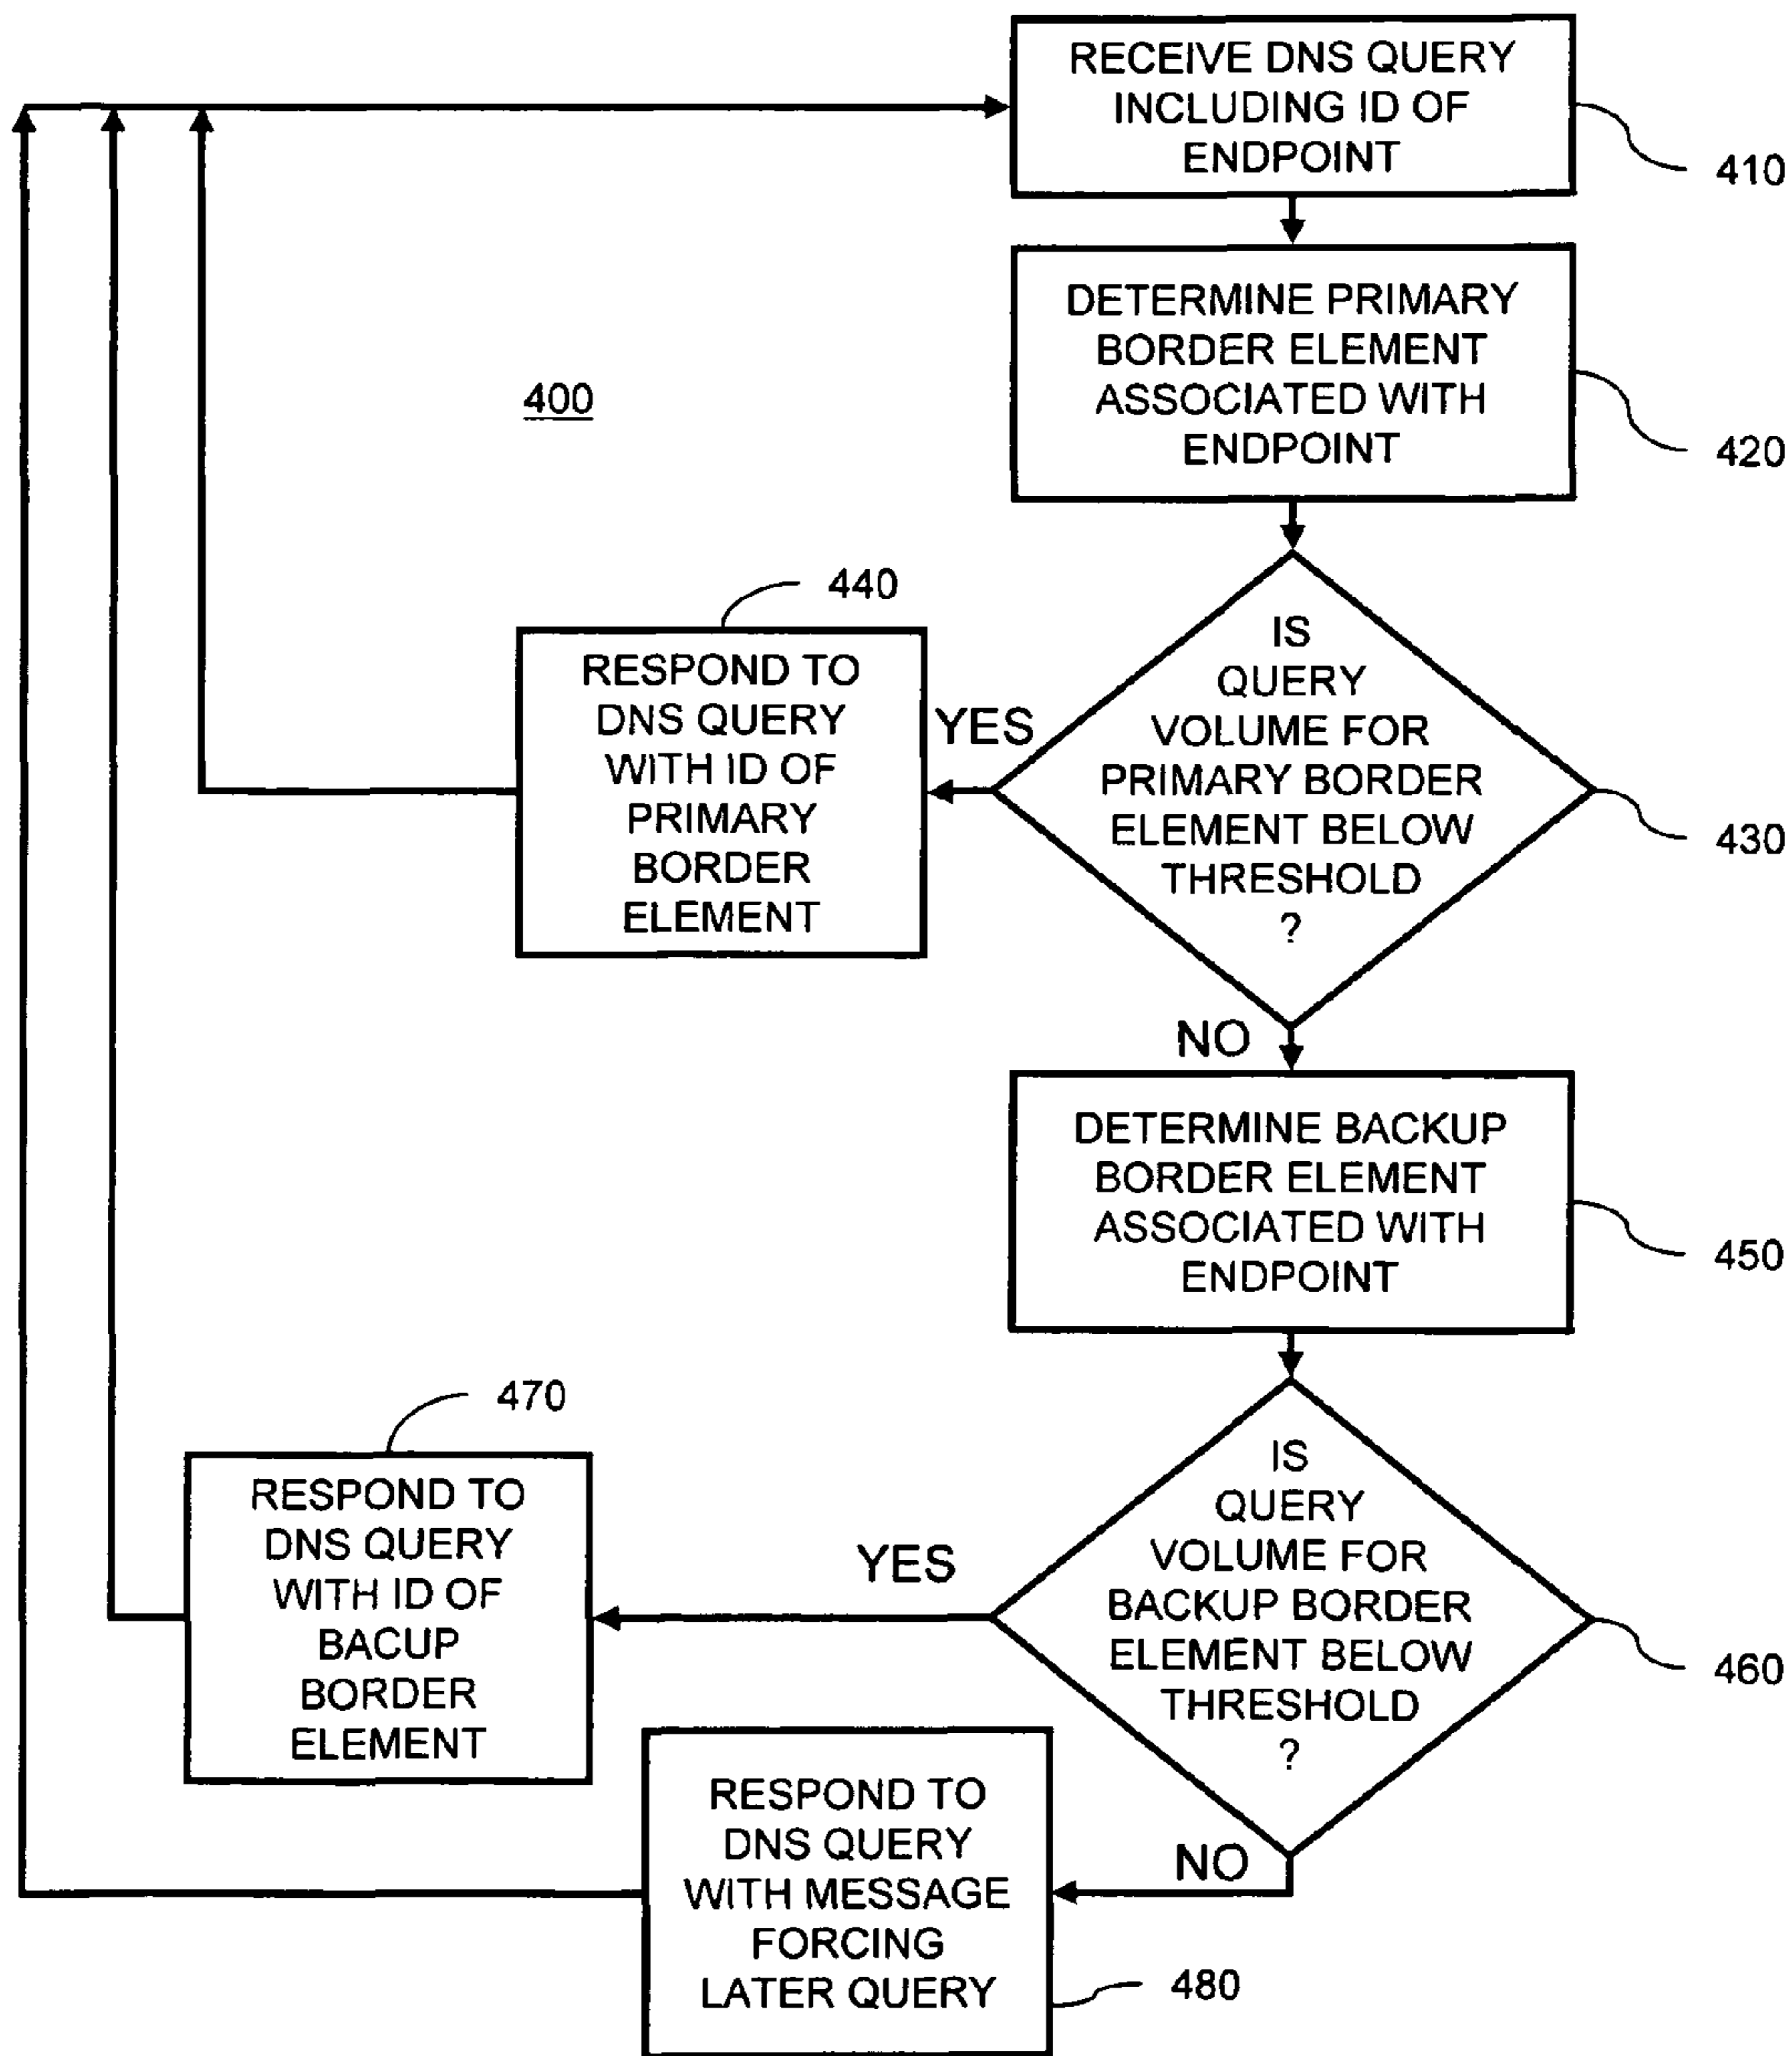 RECEIVE DNS QUERY
INCLUDING ID OF
ENDPOINT
410
DETERMINE PRIMARY
BORDER ELEMENT
ASSOCIATED WITH
ENDPOINT
420
400
440
RESPOND TO
DNS QUERY
WITH ID OF
PRIMARY
BORDER
ELEMENT
YES
IS
QUERY
VOLUME FOR
PRIMARY BORDER
ELEMENT BELOW
THRESHOLD
?
430
NO
DETERMINE BACKUP
BORDER ELEMENT
ASSOCIATED WITH
ENDPOINT
450
470
RESPOND TO
DNS QUERY
WITH ID OF
BACUP
BORDER
ELEMENT
YES
IS
QUERY
VOLUME FOR
BACKUP BORDER
ELEMENT BELOW
THRESHOLD
?
460
NO
RESPOND TO
DNS QUERY
WITH MESSAGE
FORCING
LATER QUERY
480